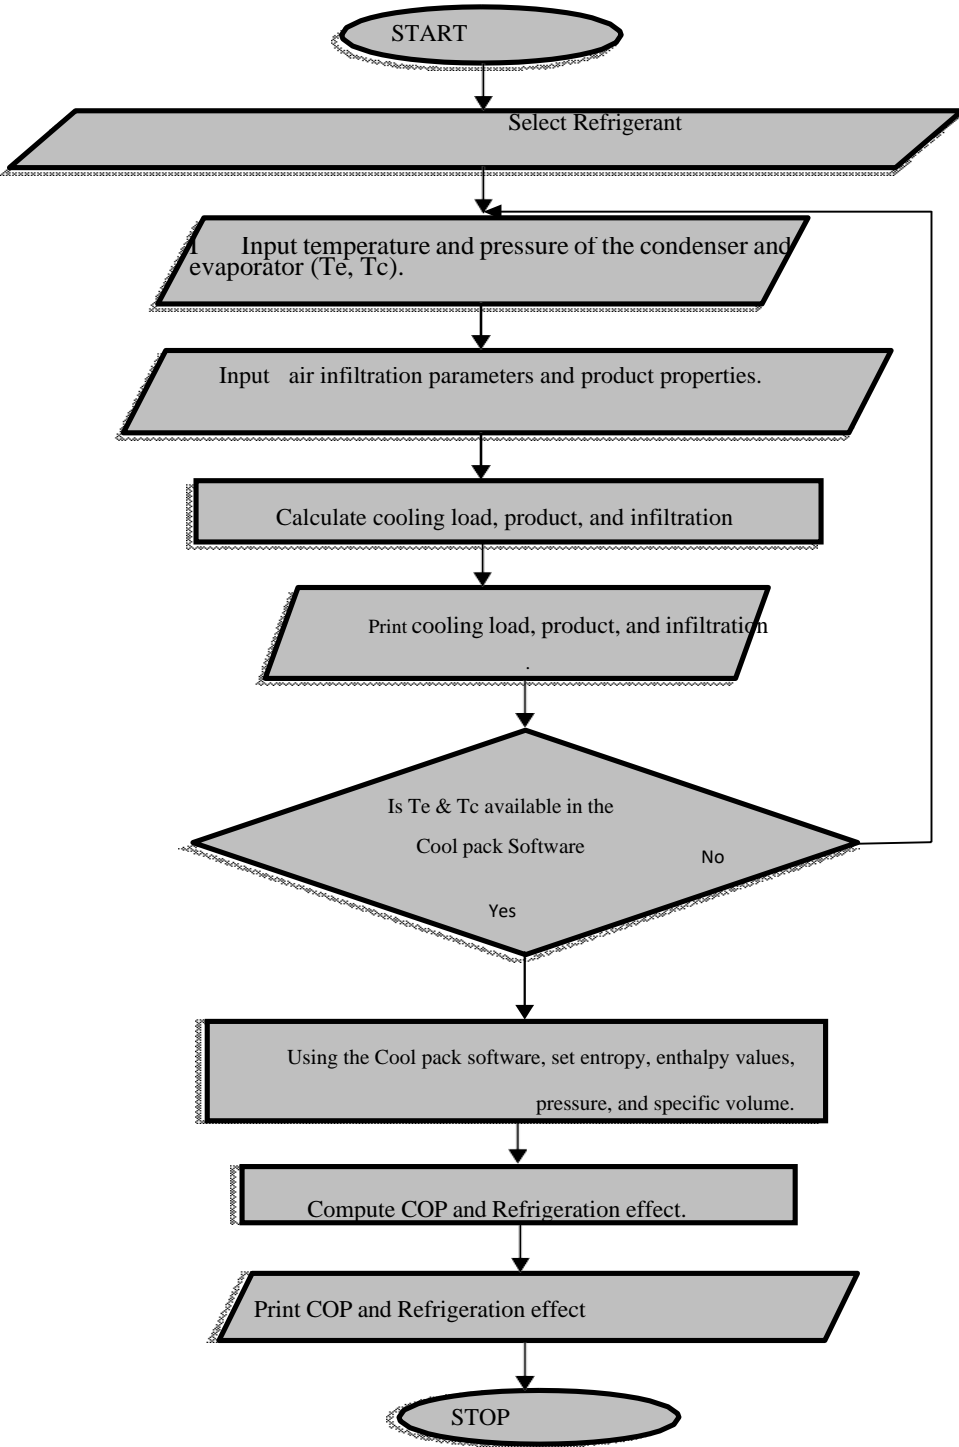 START
Select Refrigerant
I Input temperature and pressure of the condenser and
evaporator (Te, Tc).
Input air infiltration parameters and product properties.
Calculate cooling load, product, and infiltration
Print cooling load, product, and infiltration
.
Is Te & Tc available in the
Cool pack Software
No
Yes
Using the Cool pack software, set entropy, enthalpy values,
pressure, and specific volume.
Compute COP and Refrigeration effect.
Print COP and Refrigeration effect
STOP